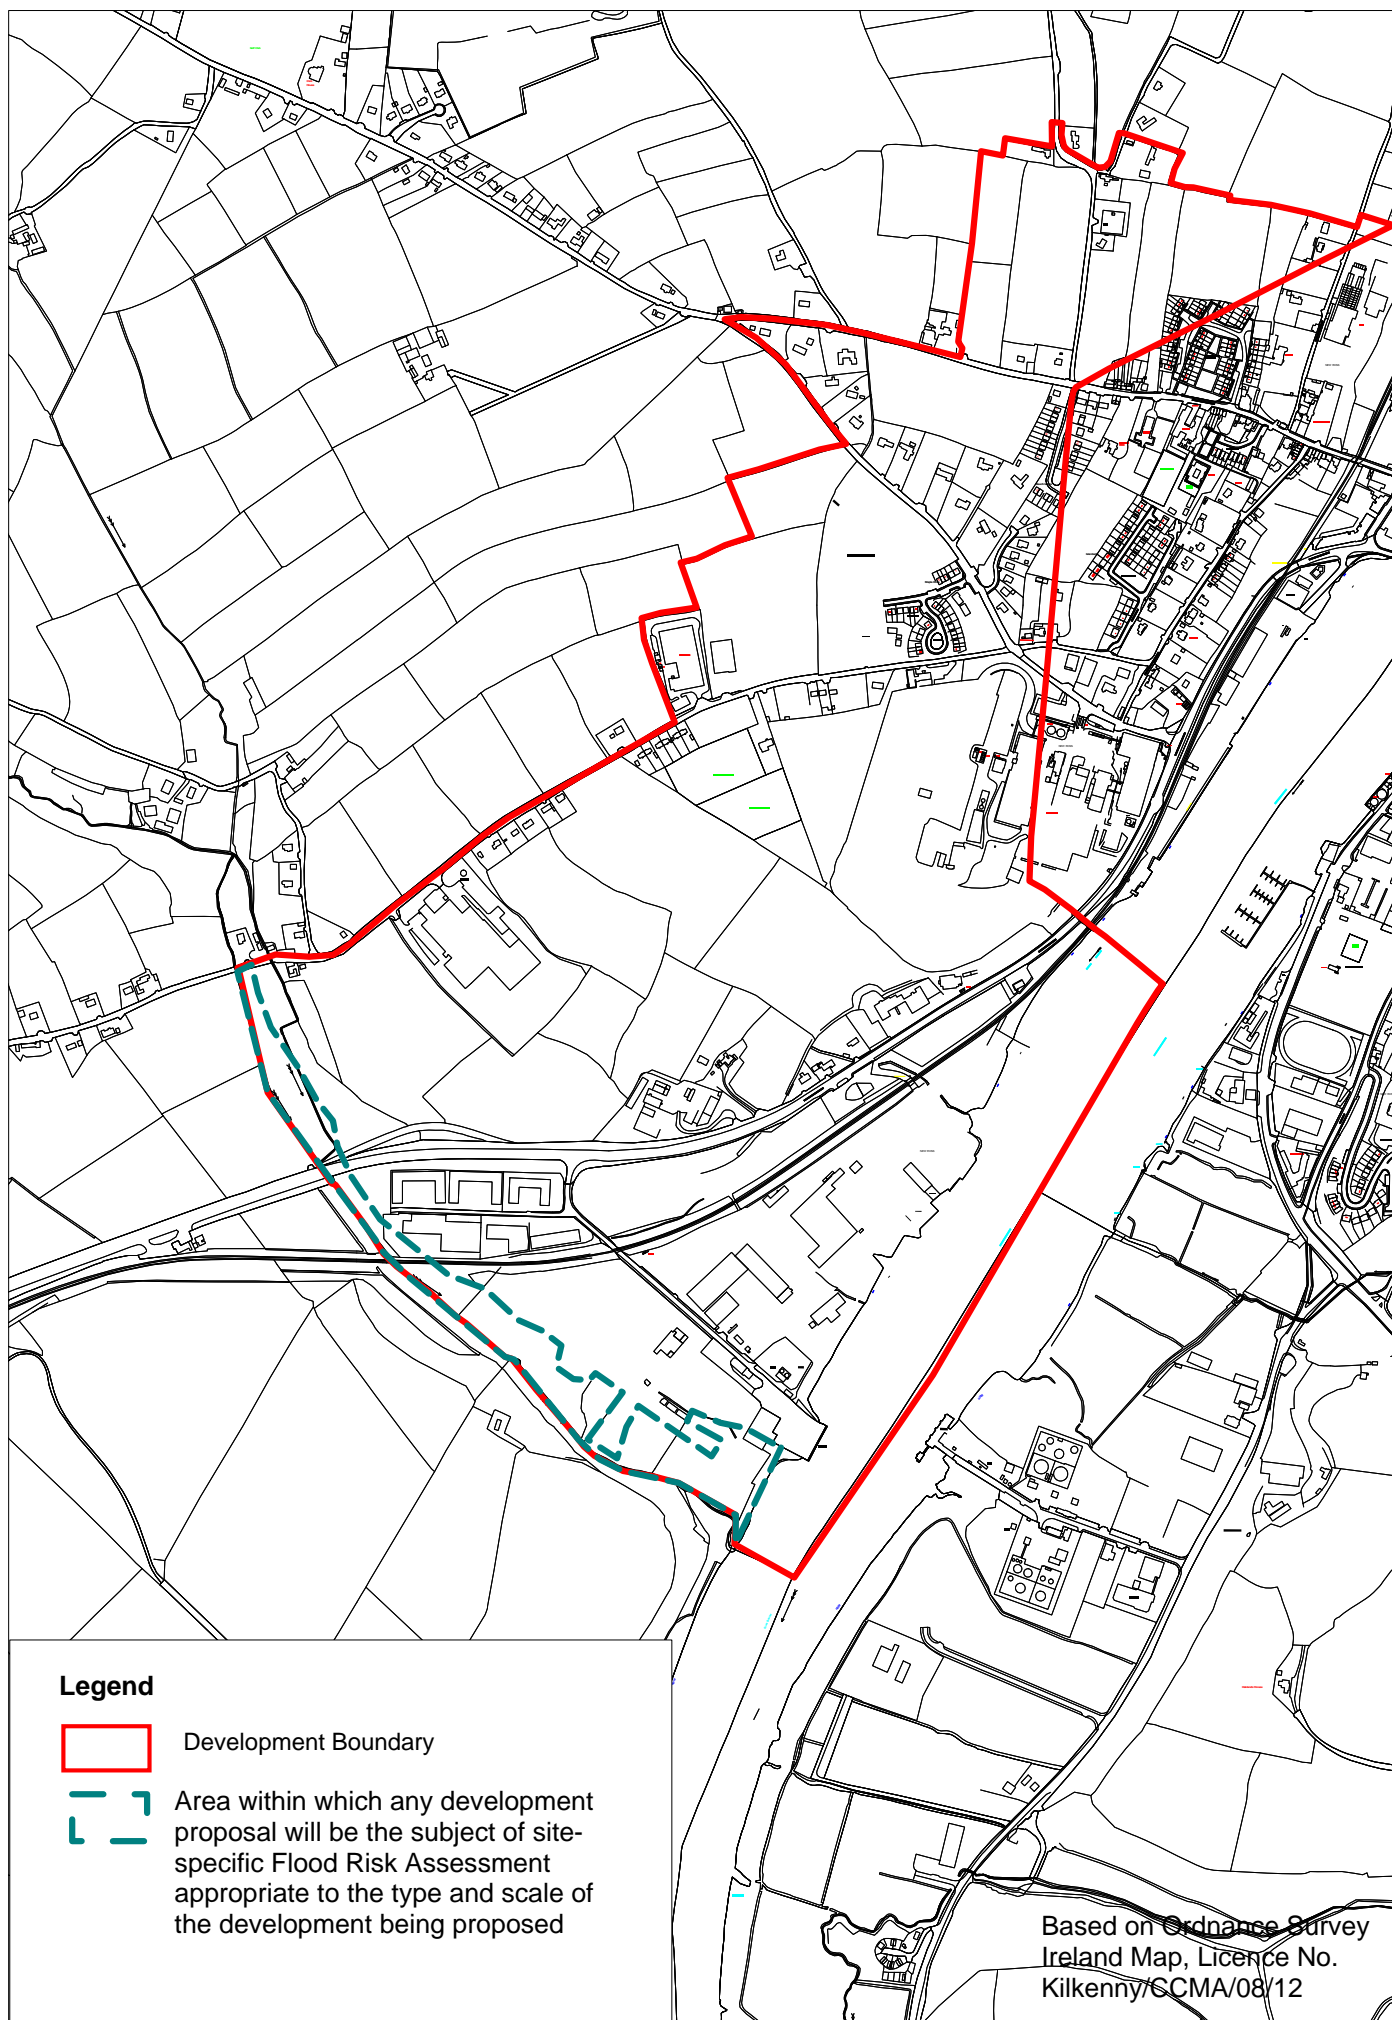 Legend
Development Boundary
Area within which any development
proposal will be the subject of site-
specific Flood Risk Assessment
appropriate to the type and scale of
the development being proposed
Based on Ordnance Survey
Ireland Map, Licence No.
Kilkenny/CCMA/08/12